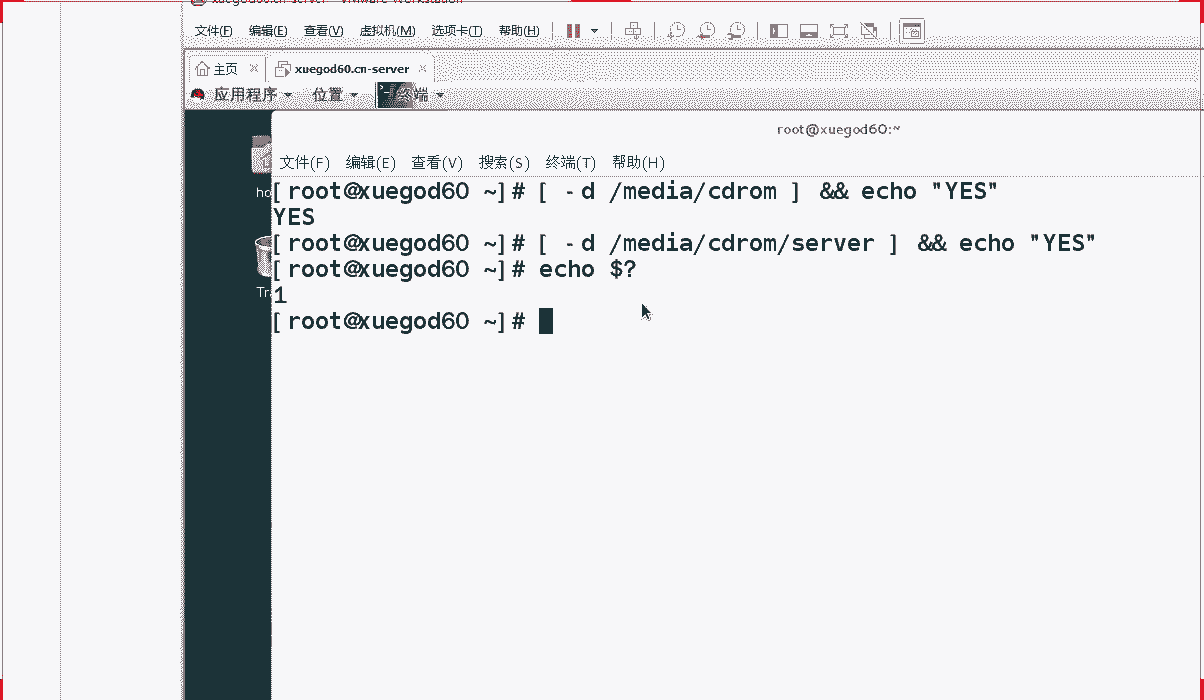 文件(F) 编辑(E) 查看(V) 虚拟机(M) 选项卡(T) 帮助(H)
主页 × xuegod60.cn-server ×
应用程序 位置 终端
root@xuegod60:~
文件(F) 编辑(E) 查看(V) 搜索(S) 终端(T) 帮助(H)
[root@xuegod60 ~]# [ -d /media/cdrom ] && echo "YES"
YES
[root@xuegod60 ~]# [ -d /media/cdrom/server ] && echo "YES"
[root@xuegod60 ~]# echo $?
1
[root@xuegod60 ~]#
ho
Tr